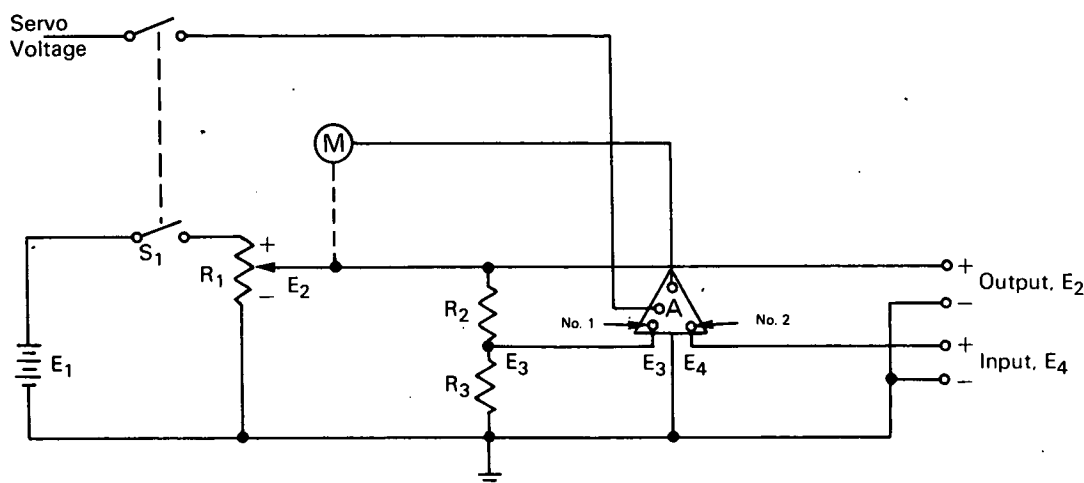 Servo
Voltage
M
S1
+
R1
−
E2
+
Output, E2
−
R2
A
No. 1
No. 2
+
Input, E4
−
E3
E3
E4
E1
R3